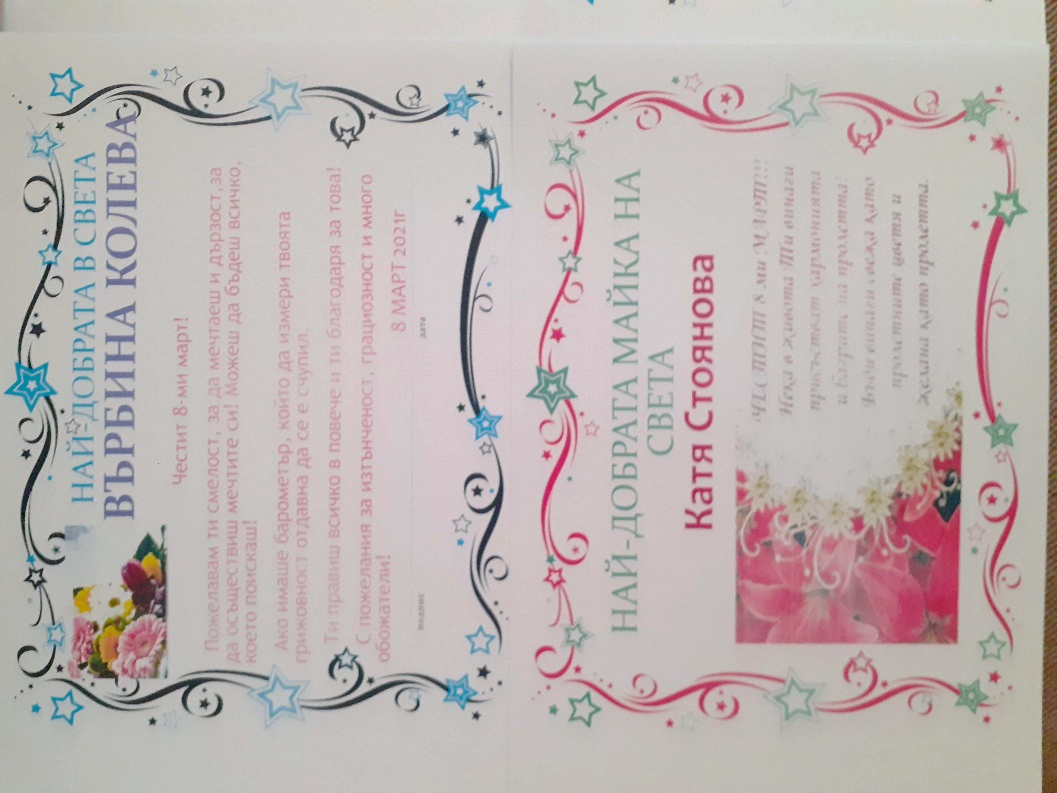 НАЙ-ДОБРАТА В СВЕТА
ВЪРБИНА КОЛЕВА
Честит 8-ми март!
Пожелавам ти смелост, за да мечтаеш и дързост, за
да осъществиш мечтите си! Можеш да бъдеш всичко,
което поискаш!
Ако имаше барометър, който да измери твоята
грижовност отдавна да се е счупил.
Ти правиш всичко в повече и ти благодаря за това!
С пожелания за изтънченост, грациозност и много
обожатели!
8 МАРТ 2021г
подпис
дата
НАЙ-ДОБРАТА МАЙКА НА
СВЕТА
Катя Стоянова
ЧЕСТИТ 8 ми МАРТ!!!
Нека в живота Ти винаги
присъстват хармонията
и багрите на пролетта!
Бъди винаги свежа като
пролетните цветя и
желана като пролетта.